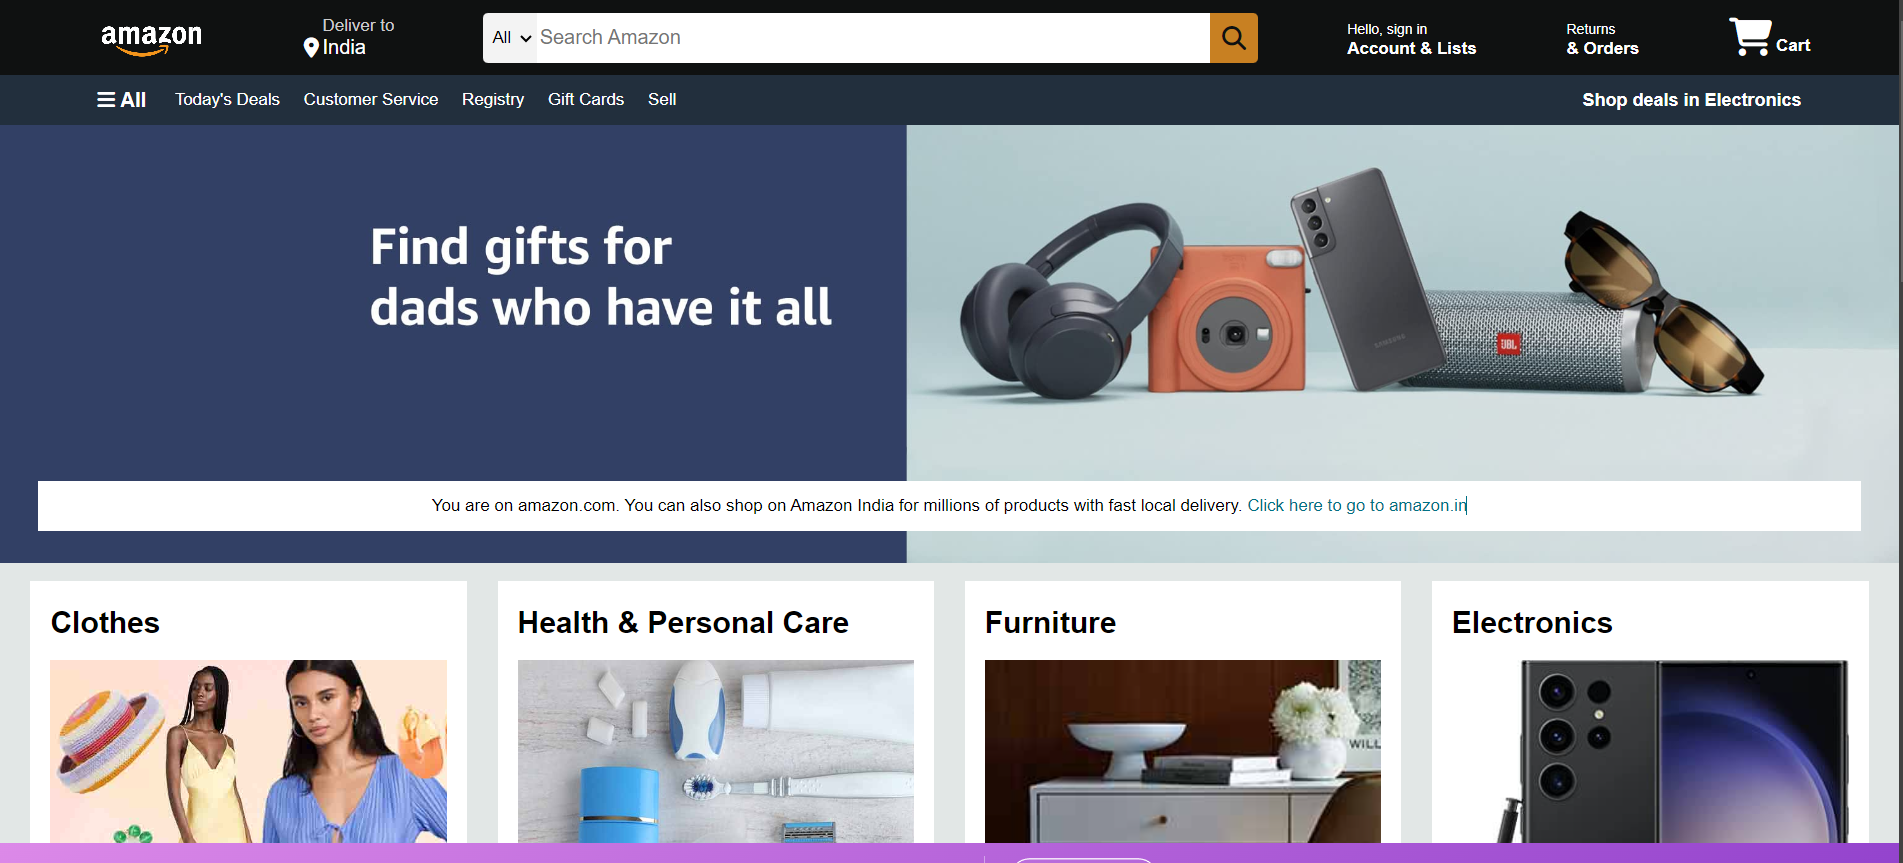 amazon
Deliver to
India
All
Search Amazon
Hello, sign in
Account & Lists
Returns
& Orders
Cart
All
Today's Deals
Customer Service
Registry
Gift Cards
Sell
Shop deals in Electronics
Find gifts for
dads who have it all
SAMSUNG
JBL
You are on amazon.com. You can also shop on Amazon India for millions of products with fast local delivery. Click here to go to amazon.in
Clothes
Health & Personal Care
Furniture
Electronics
WILL